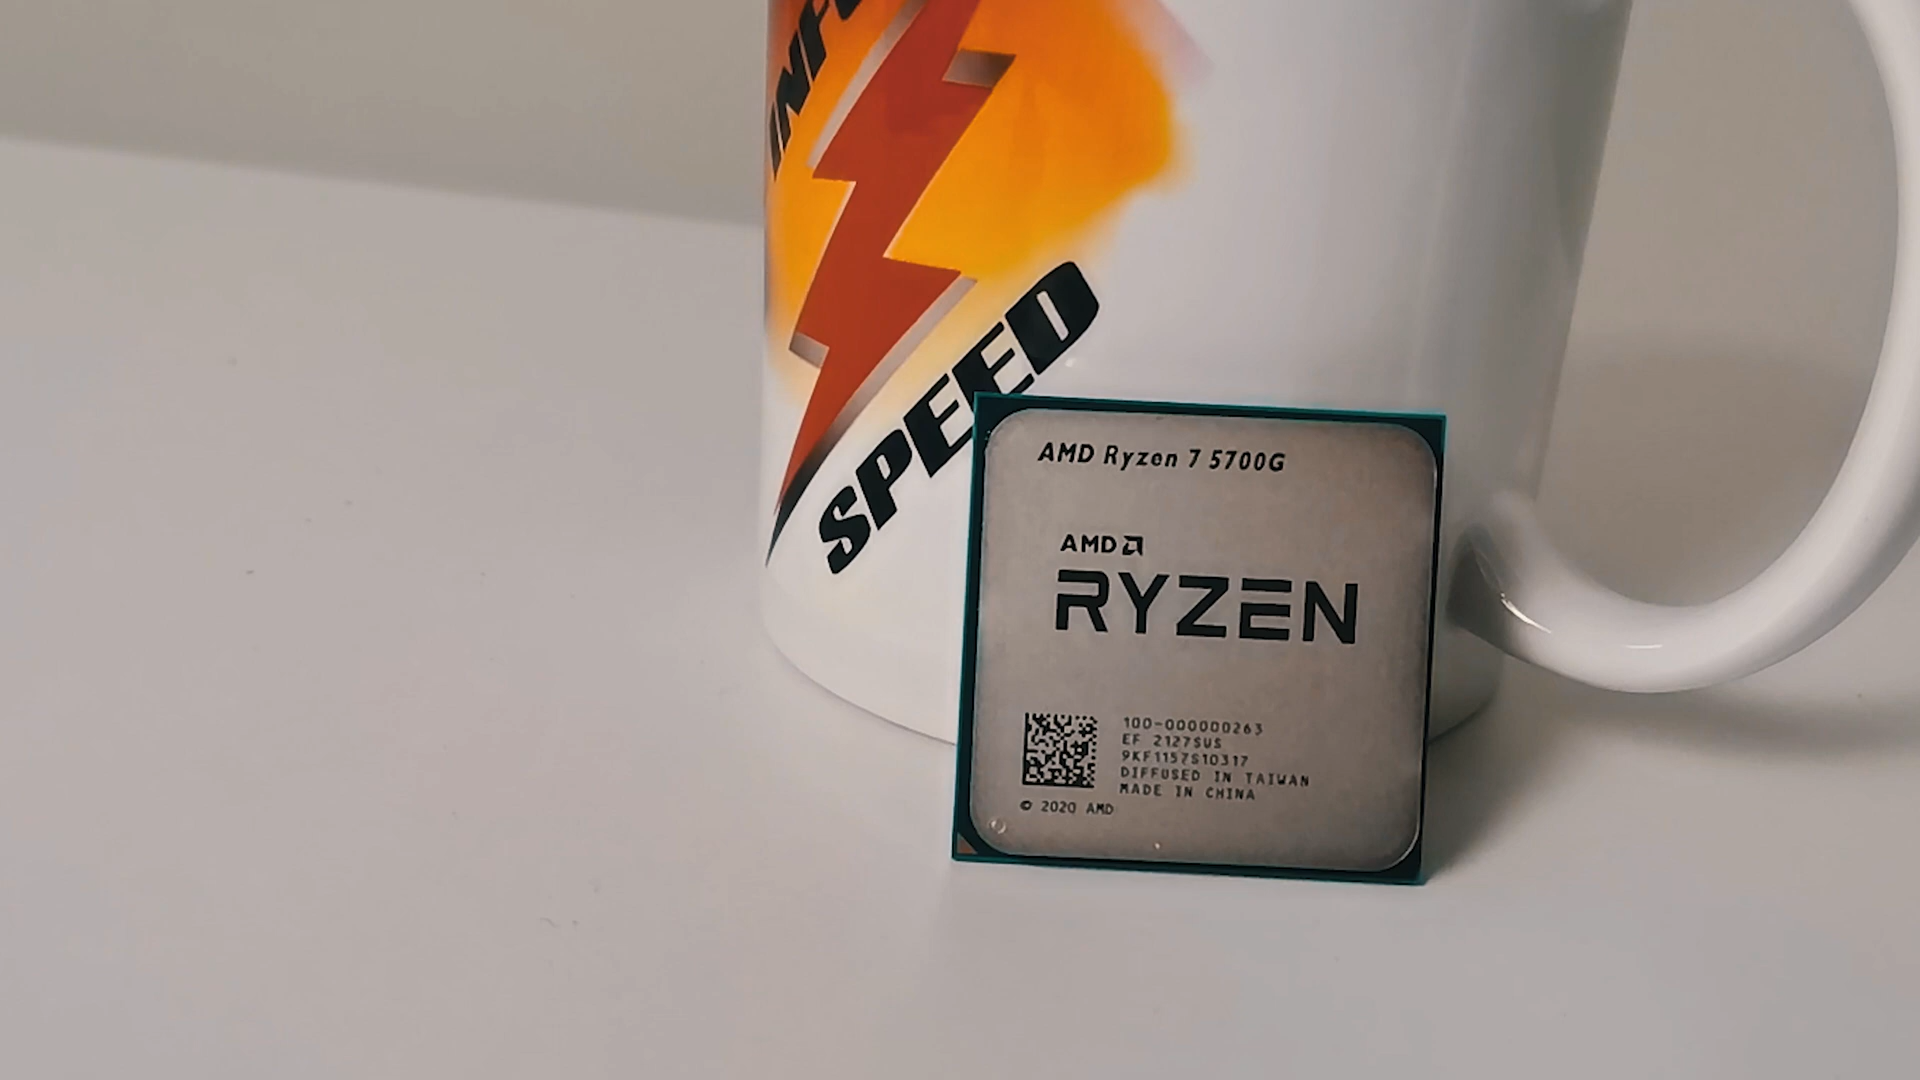 SPEED
AMD Ryzen 7 5700G
AMD
RYZEN
100-000000263
EF 2127SUS
9KF1157S10317
DIFFUSED IN TAIWAN
MADE IN CHINA
© 2020 AMD